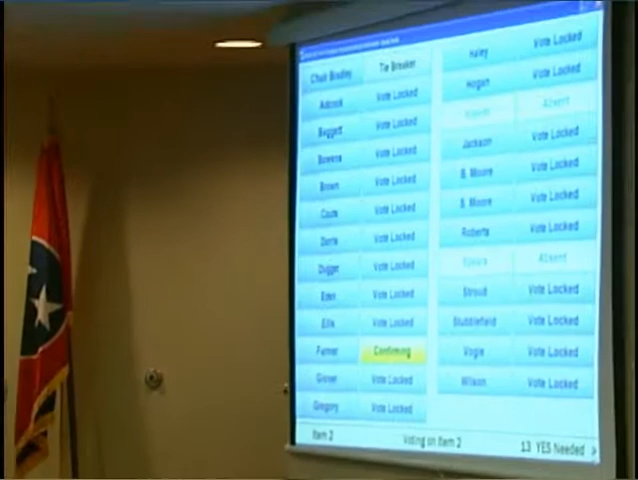 Chair Bradley Tie Breaker
Adcock Vote Locked
Baggett Vote Locked
Bowens Vote Locked
Brown Vote Locked
Coute Vote Locked
Dorris Vote Locked
Dugger Vote Locked
Eden Vote Locked
Ellis Vote Locked
Farmer Confirming
Glover Vote Locked
Gregory Vote Locked
Haley Vote Locked
Hogan Vote Locked
Absent
Jackson Vote Locked
B. Moore Vote Locked
S. Moore Vote Locked
Roberts Vote Locked
Absent
Stroud Vote Locked
Stubblefield Vote Locked
Vogle Vote Locked
Wilson Vote Locked
Item 2 Voting on Item 2 13 YES Needed